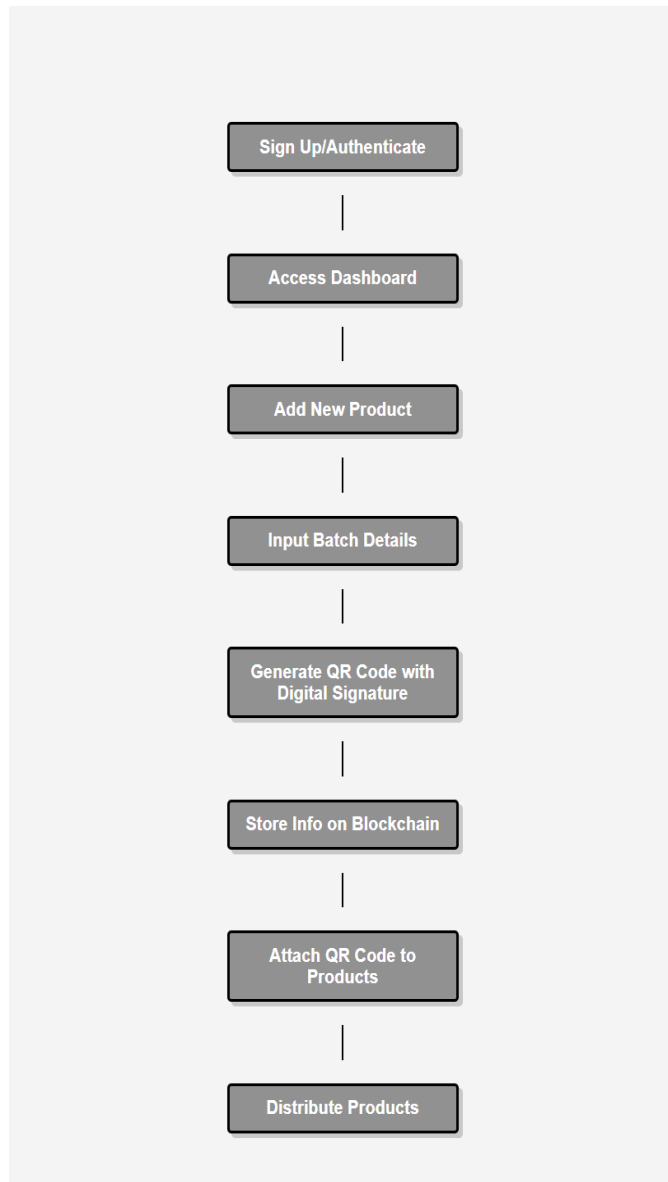 Sign Up/Authenticate
Access Dashboard
Add New Product
Input Batch Details
Generate QR Code with
Digital Signature
Store Info on Blockchain
Attach QR Code to
Products
Distribute Products